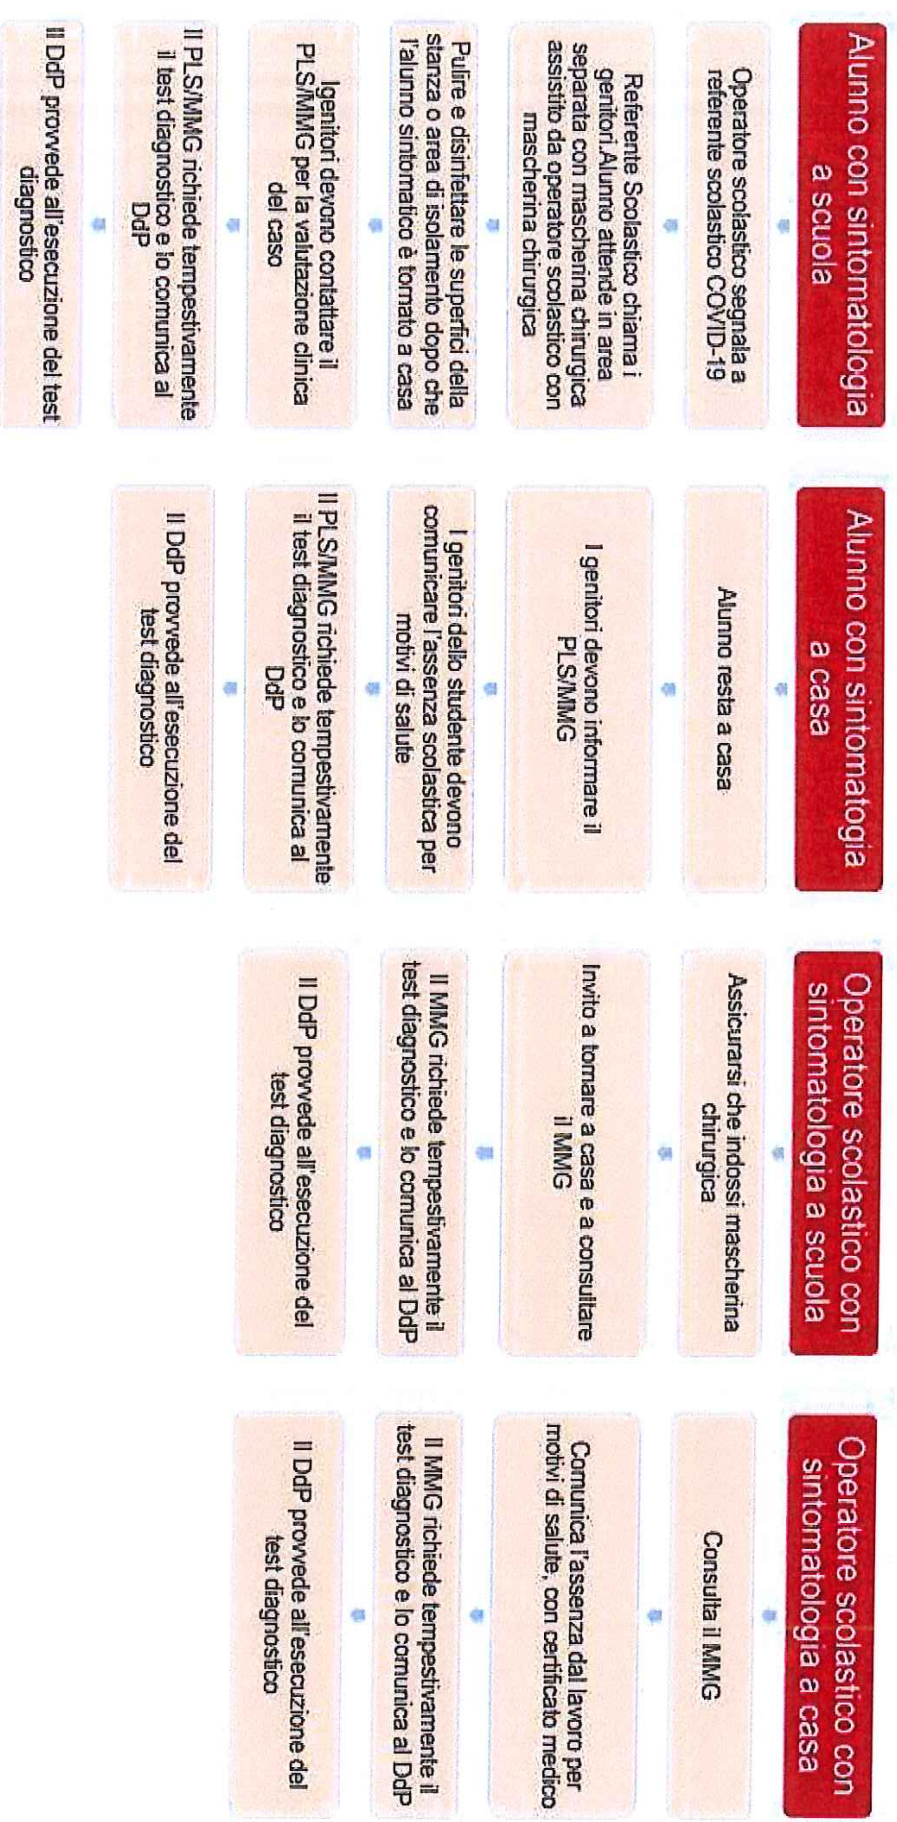 Alunno con sintomatologia
a scuola
Operatore scolastico segnala a
referente scolastico COVID-19
Referente Scolastico chiama i
genitori.Alunno attende in area
separata con mascherina chirurgica
assistito da operatore scolastico con
mascherina chirurgica
Pulire e disinfettare le superfici della
stanza o area di isolamento dopo che
l'alunno sintomatico è tornato a casa
Igenitori devono contattare il
PLS/MMG per la valutazione clinica
del caso
Il PLS/MMG richiede tempestivamente
il test diagnostico e lo comunica al
DdP
Il DdP provvede all'esecuzione del test
diagnostico
Alunno con sintomatogia
a casa
Alunno resta a casa
I genitori devono informare il
PLS/MMG
I genitori dello studente devono
comunicare l'assenza scolastica per
motivi di salute
Il PLS/MMG richiede tempestivamente
il test diagnostico e lo comunica al
DdP
Il DdP provvede all'esecuzione del
test diagnostico
Operatore scolastico con
sintomatologia a scuola
Assicurarsi che indossi mascherina
chirurgica
Invito a tornare a casa e a consultare
il MMG
Il MMG richiede tempestivamente il
test diagnostico e lo comunica al DdP
Il DdP provvede all'esecuzione del
test diagnostico
Operatore scolastico con
sintomatologia a casa
Consulta il MMG
Comunica l'assenza dal lavoro per
motivi di salute, con certificato medico
Il MMG richiede tempestivamente il
test diagnostico e lo comunica al DdP
Il DdP provvede all'esecuzione del
test diagnostico